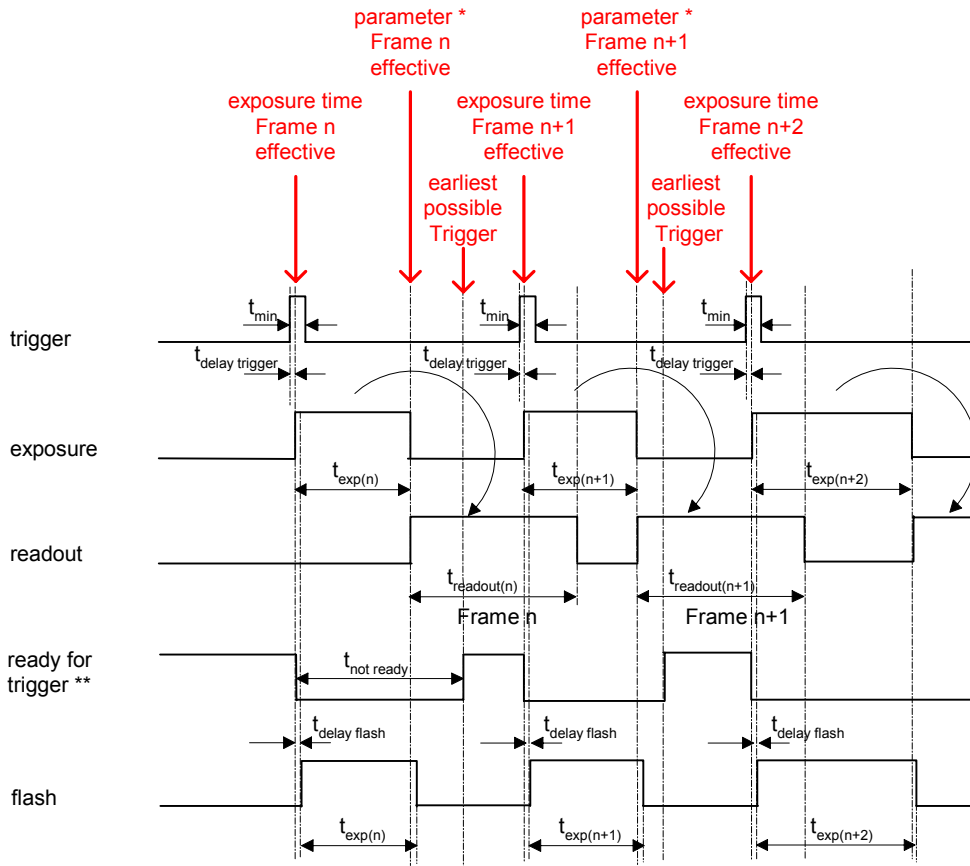 parameter *
Frame n
effective
parameter *
Frame n+1
effective
exposure time
Frame n
effective
exposure time
Frame n+1
effective
exposure time
Frame n+2
effective
earliest
possible
Trigger
earliest
possible
Trigger
trigger
tmin
tmin
tmin
tdelay trigger
tdelay trigger
tdelay trigger
exposure
texp(n)
texp(n+1)
texp(n+2)
readout
treadout(n)
treadout(n+1)
Frame n
Frame n+1
ready for
trigger **
tnot ready
tdelay flash
tdelay flash
tdelay flash
flash
texp(n)
texp(n+1)
texp(n+2)